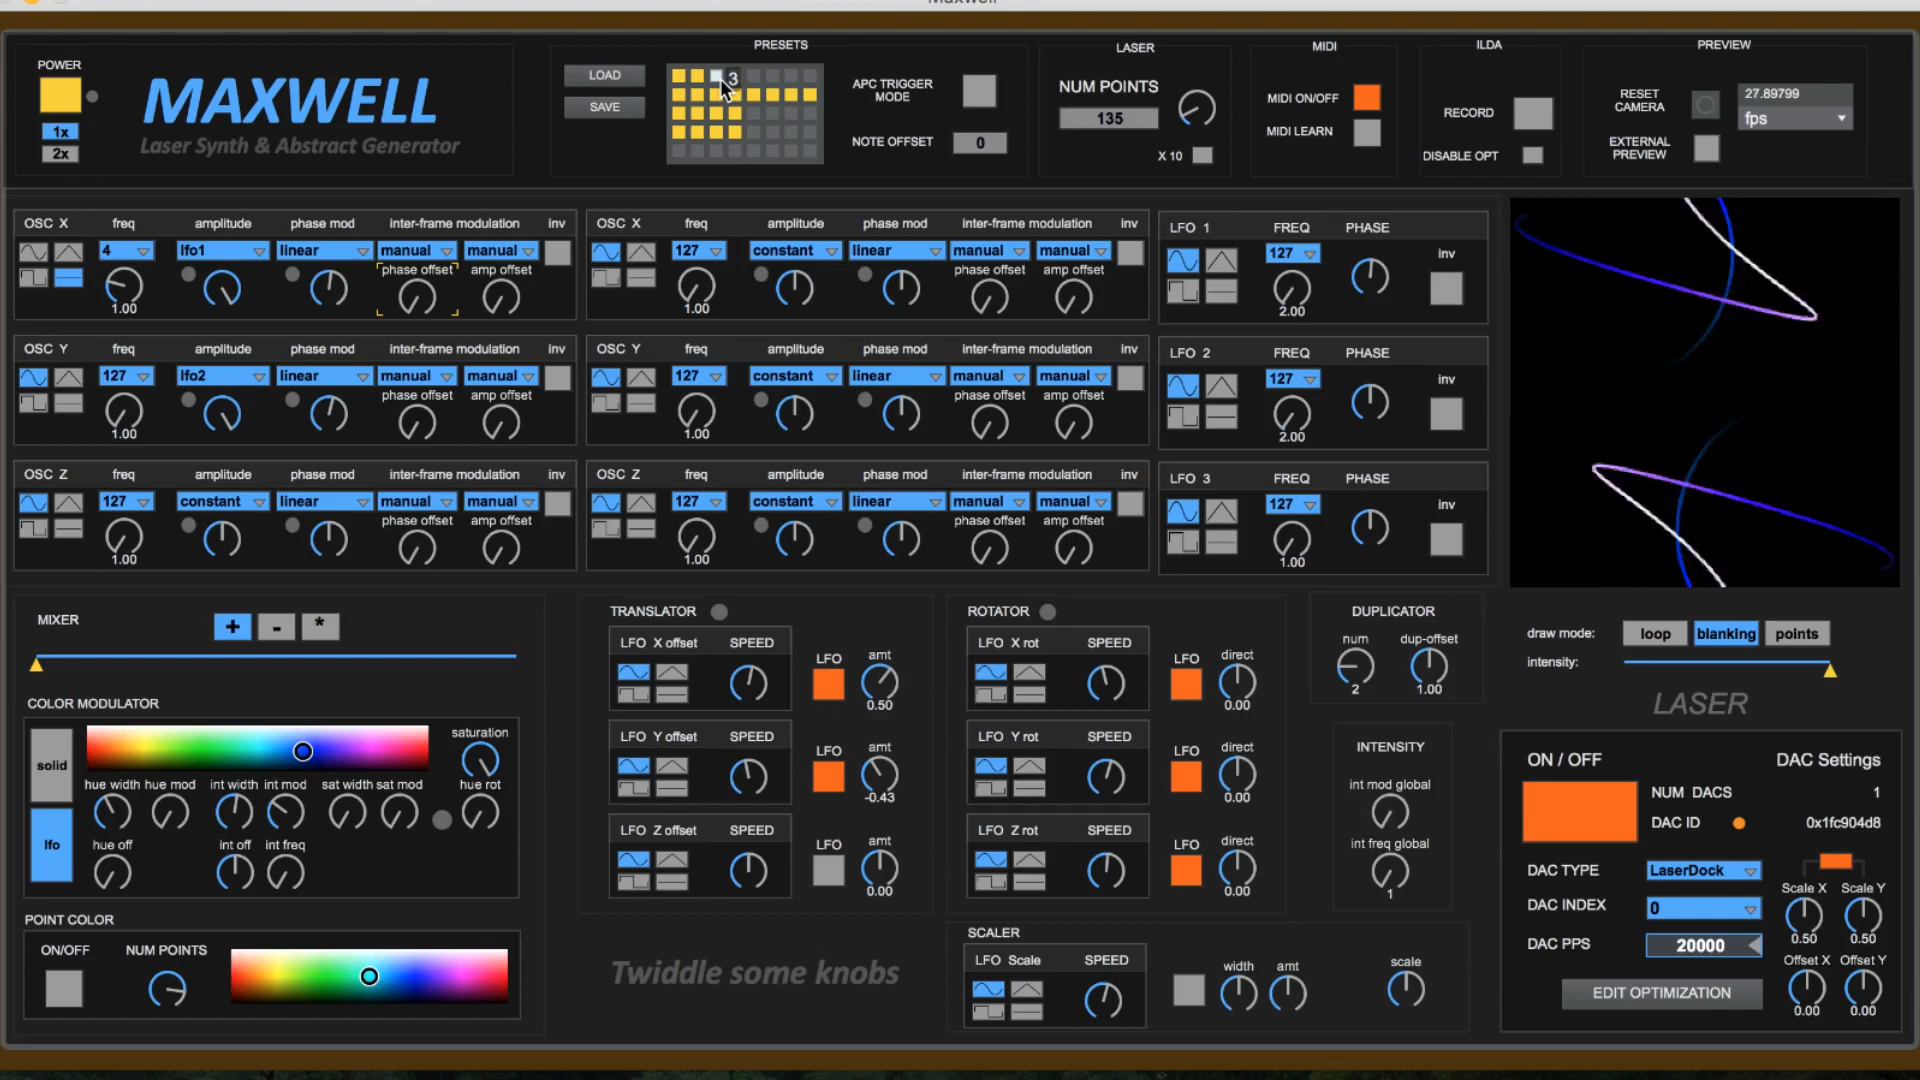 Maxwell
POWER
1x
2x
MAXWELL
Laser Synth & Abstract Generator
PRESETS
LOAD
SAVE
3
APC TRIGGER
MODE
NOTE OFFSET
0
LASER
NUM POINTS
135
X 10
MIDI
MIDI ON/OFF
MIDI LEARN
ILDA
RECORD
DISABLE OPT
PREVIEW
RESET
CAMERA
EXTERNAL
PREVIEW
27.89799
fps
OSC X freq amplitude phase mod inter-frame modulation inv
4 lfo1 linear manual manual
phase offset amp offset
1.00
OSC X freq amplitude phase mod inter-frame modulation inv
127 constant linear manual manual
phase offset amp offset
1.00
LFO 1 FREQ PHASE
127 inv
2.00
OSC Y freq amplitude phase mod inter-frame modulation inv
127 lfo2 linear manual manual
phase offset amp offset
1.00
OSC Y freq amplitude phase mod inter-frame modulation inv
127 constant linear manual manual
phase offset amp offset
1.00
LFO 2 FREQ PHASE
127 inv
2.00
OSC Z freq amplitude phase mod inter-frame modulation inv
127 constant linear manual manual
phase offset amp offset
1.00
OSC Z freq amplitude phase mod inter-frame modulation inv
127 constant linear manual manual
phase offset amp offset
1.00
LFO 3 FREQ PHASE
127 inv
1.00
MIXER
+ - *
COLOR MODULATOR
solid
lfo
saturation
hue width hue mod int width int mod sat width sat mod hue rot
hue off int off int freq
POINT COLOR
ON/OFF NUM POINTS
TRANSLATOR
LFO X offset SPEED
LFO amt
0.50
LFO Y offset SPEED
LFO amt
-0.43
LFO Z offset SPEED
LFO amt
0.00
Twiddle some knobs
ROTATOR
LFO X rot SPEED
LFO direct
0.00
LFO Y rot SPEED
LFO direct
0.00
LFO Z rot SPEED
LFO direct
0.00
SCALER
LFO Scale SPEED
width amt scale
DUPLICATOR
num dup-offset
2 1.00
INTENSITY
int mod global
int freq global
1
draw mode: loop blanking points
intensity:
LASER
ON / OFF DAC Settings
NUM DACS 1
DAC ID 0x1fc904d8
DAC TYPE LaserDock
DAC INDEX 0
DAC PPS 20000
Scale X Scale Y
0.50 0.50
Offset X Offset Y
0.00 0.00
EDIT OPTIMIZATION